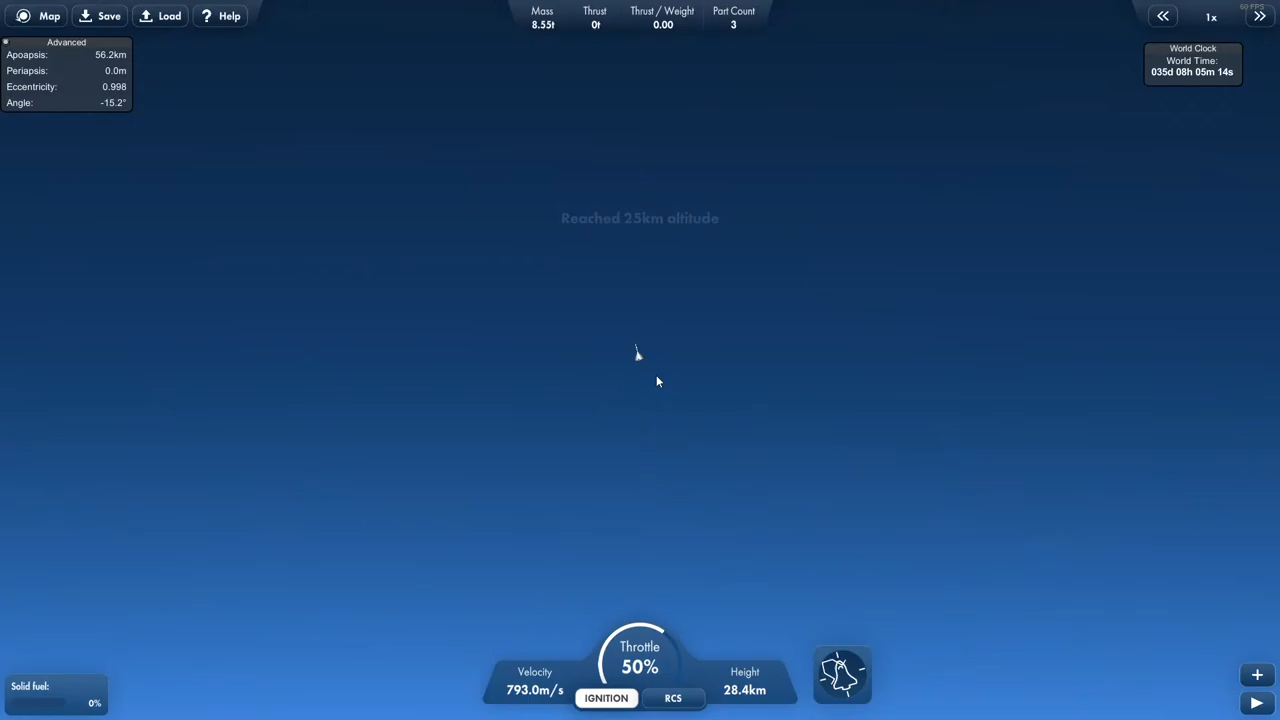 Map
Save
Load
Help
Mass
8.55t
Thrust
0t
Thrust / Weight
0.00
Part Count
3
1x
60 FPS
Advanced
Apoapsis: 56.2km
Periapsis: 0.0m
Eccentricity: 0.998
Angle: -15.2°
World Clock
World Time:
035d 08h 05m 14s
Reached 25km altitude
Throttle
50%
Velocity
793.0m/s
Height
28.4km
IGNITION
RCS
Solid fuel:
0%